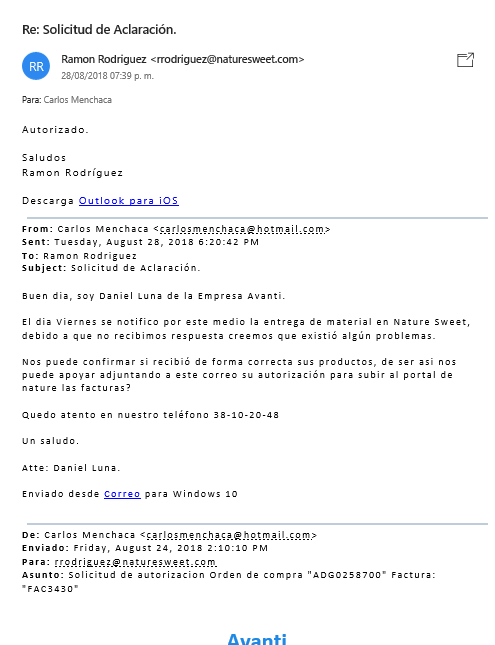 Re: Solicitud de Aclaración.
RR
Ramon Rodriguez <rrodriguez@naturesweet.com>
28/08/2018 07:39 p. m.
Para: Carlos Menchaca
Autorizado.
Saludos
Ramon Rodríguez
Descarga Outlook para iOS
From: Carlos Menchaca <carlosmenchaca@hotmail.com>
Sent: Tuesday, August 28, 2018 6:20:42 PM
To: Ramon Rodriguez
Subject: Solicitud de Aclaración.
Buen dia, soy Daniel Luna de la Empresa Avanti.
El dia Viernes se notifico por este medio la entrega de material en Nature Sweet,
debido a que no recibimos respuesta creemos que existió algún problemas.
Nos puede confirmar si recibió de forma correcta sus productos, de ser asi nos
puede apoyar adjuntando a este correo su autorización para subir al portal de
nature las facturas?
Quedo atento en nuestro teléfono 38-10-20-48
Un saludo.
Atte: Daniel Luna.
Enviado desde Correo para Windows 10
De: Carlos Menchaca <carlosmenchaca@hotmail.com>
Enviado: Friday, August 24, 2018 2:10:10 PM
Para: rrodriguez@naturesweet.com
Asunto: Solicitud de autorizacion Orden de compra "ADG0258700" Factura:
"FAC3430"
Avanti